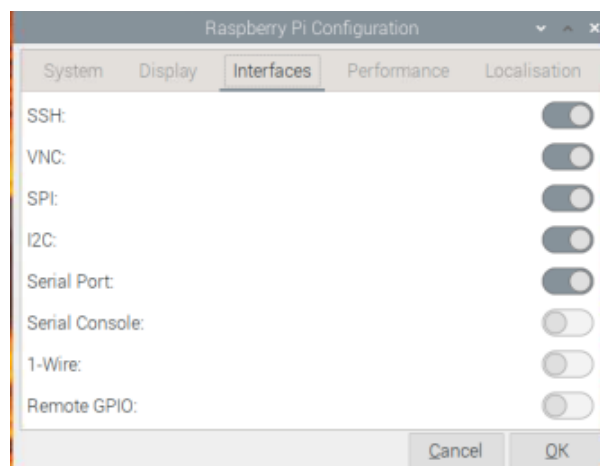 Raspberry Pi Configuration
System Display Interfaces Performance Localisation
SSH:
VNC:
SPI:
I2C:
Serial Port:
Serial Console:
1-Wire:
Remote GPIO:
Cancel OK